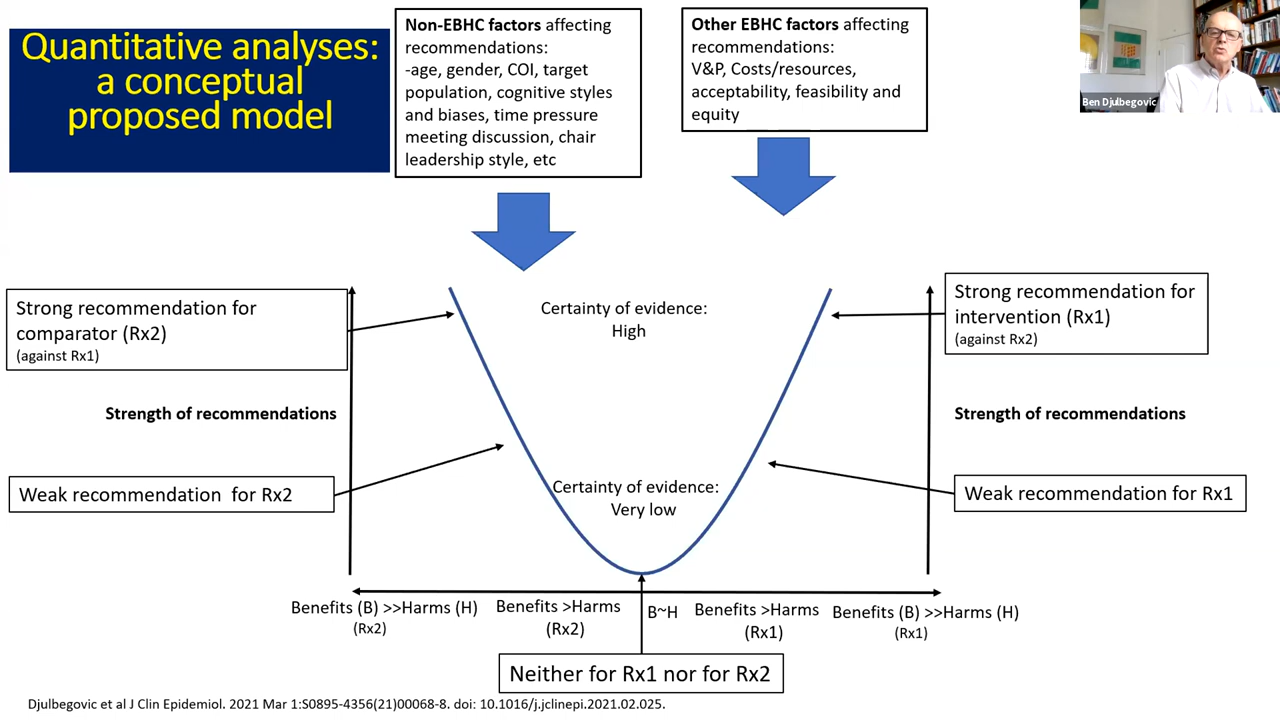 Quantitative analyses:
a conceptual
proposed model
Non-EBHC factors affecting
recommendations:
-age, gender, COI, target
population, cognitive styles
and biases, time pressure
meeting discussion, chair
leadership style, etc
Other EBHC factors affecting
recommendations:
V&P, Costs/resources,
acceptability, feasibility and
equity
Ben Djulbegovic
Strong recommendation for
comparator (Rx2)
(against Rx1)
Certainty of evidence:
High
Strong recommendation for
intervention (Rx1)
(against Rx2)
Strength of recommendations
Strength of recommendations
Weak recommendation  for Rx2
Certainty of evidence:
Very low
Weak recommendation for Rx1
Benefits (B) >>Harms (H)
(Rx2)
Benefits >Harms
(Rx2)
B~H
Benefits >Harms
(Rx1)
Benefits (B) >>Harms (H)
(Rx1)
Neither for Rx1 nor for Rx2
Djulbegovic et al J Clin Epidemiol. 2021 Mar 1:S0895-4356(21)00068-8. doi: 10.1016/j.jclinepi.2021.02.025.